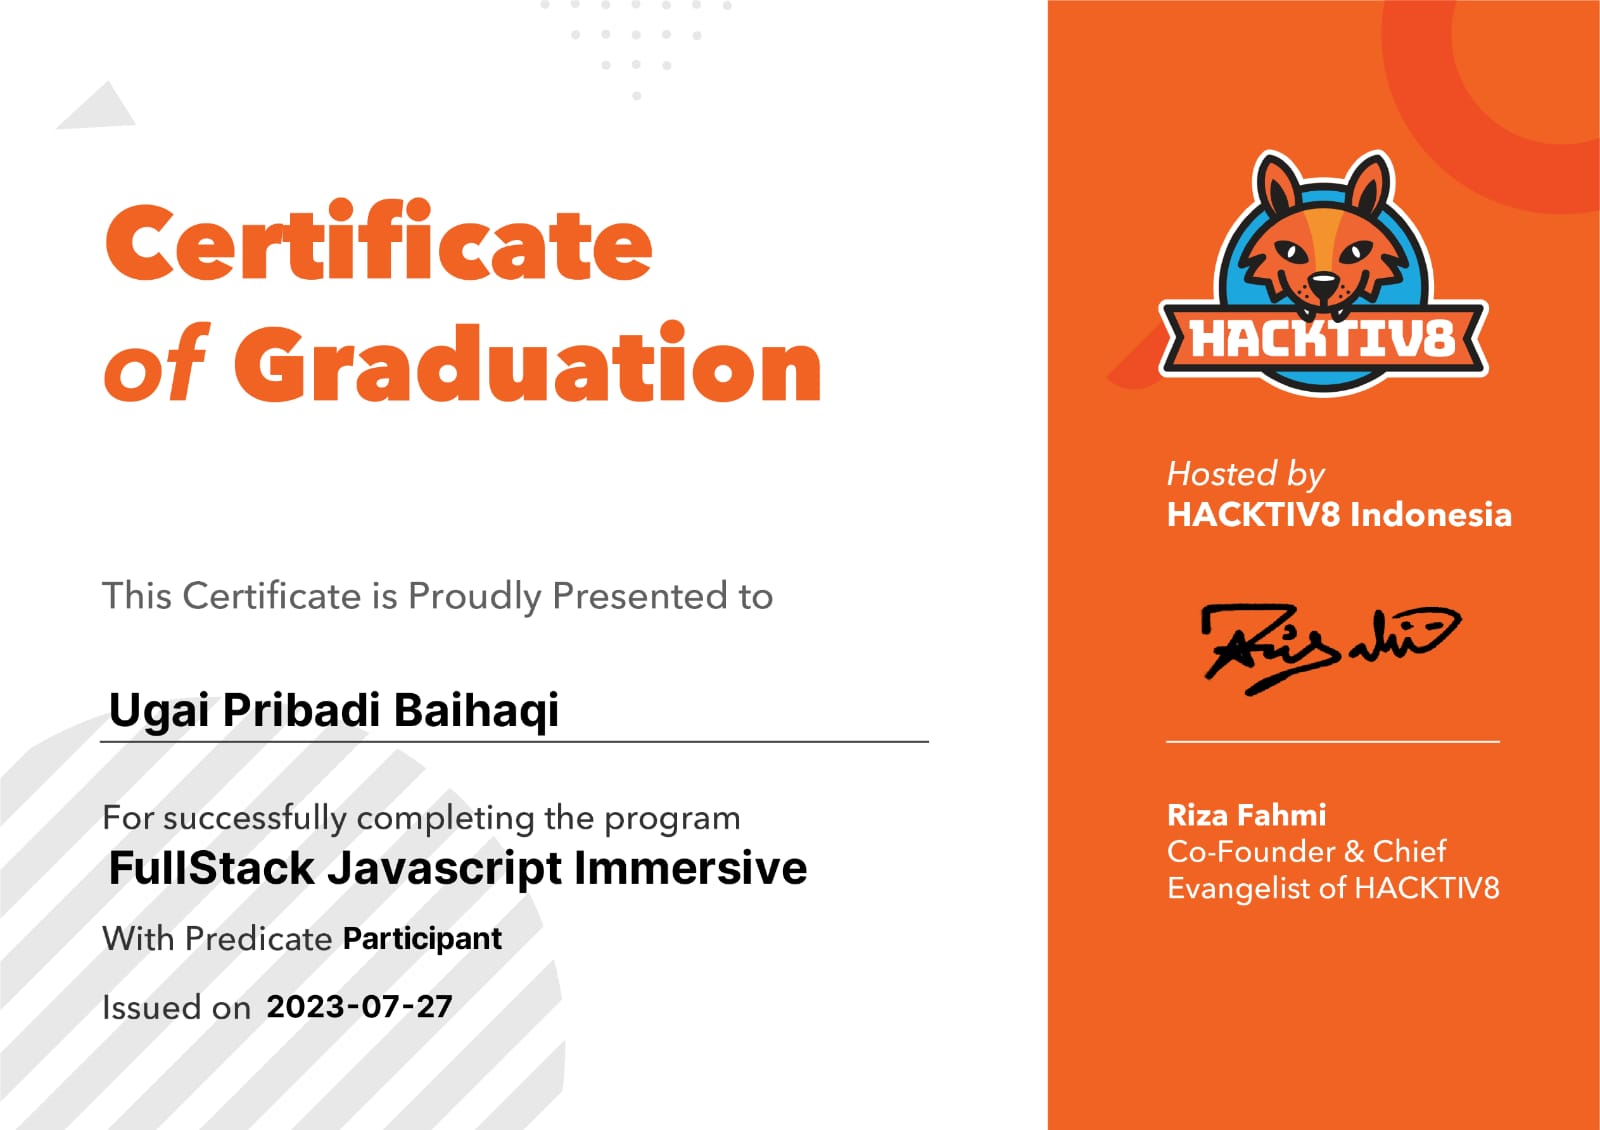 Certificate
of Graduation
This Certificate is Proudly Presented to
Ugai Pribadi Baihaqi
For successfully completing the program
FullStack Javascript Immersive
With Predicate Participant
Issued on 2023-07-27
HACKTIV8
Hosted by
HACKTIV8 Indonesia
Riza Fahmi
Co-Founder & Chief
Evangelist of HACKTIV8